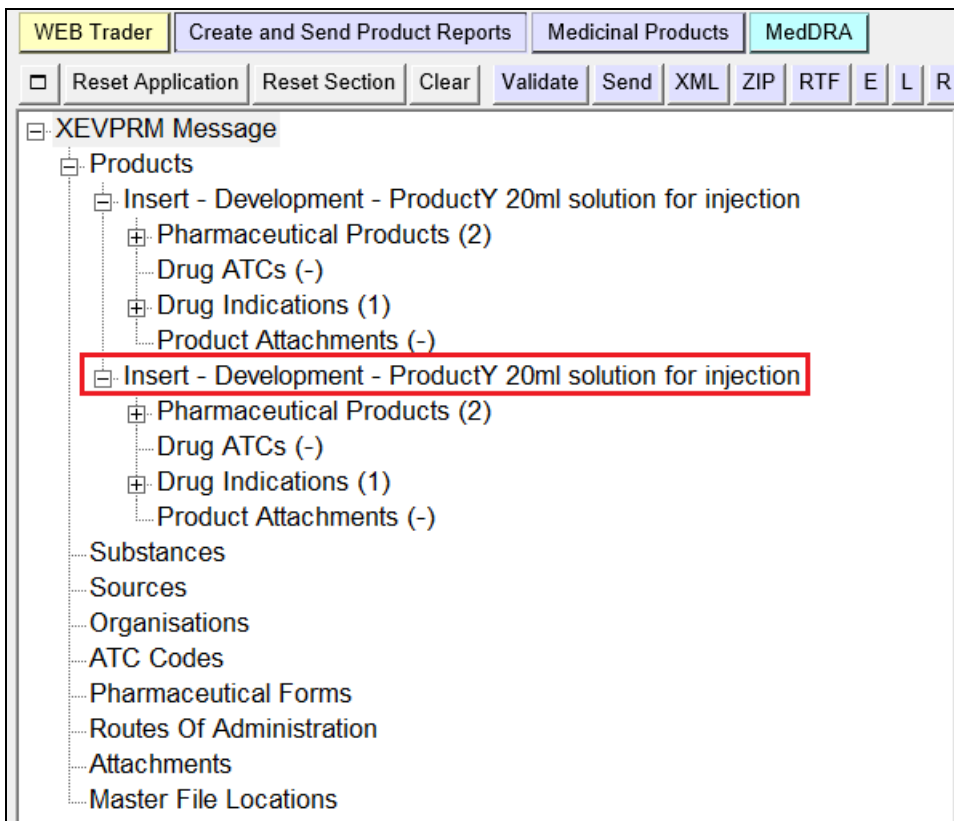 WEB Trader Create and Send Product Reports Medicinal Products MedDRA
Reset Application Reset Section Clear Validate Send XML ZIP RTF E L R
XEVPRM Message
Products
Insert - Development - ProductY 20ml solution for injection
Pharmaceutical Products (2)
Drug ATCs (-)
Drug Indications (1)
Product Attachments (-)
Insert - Development - ProductY 20ml solution for injection
Pharmaceutical Products (2)
Drug ATCs (-)
Drug Indications (1)
Product Attachments (-)
Substances
Sources
Organisations
ATC Codes
Pharmaceutical Forms
Routes Of Administration
Attachments
Master File Locations